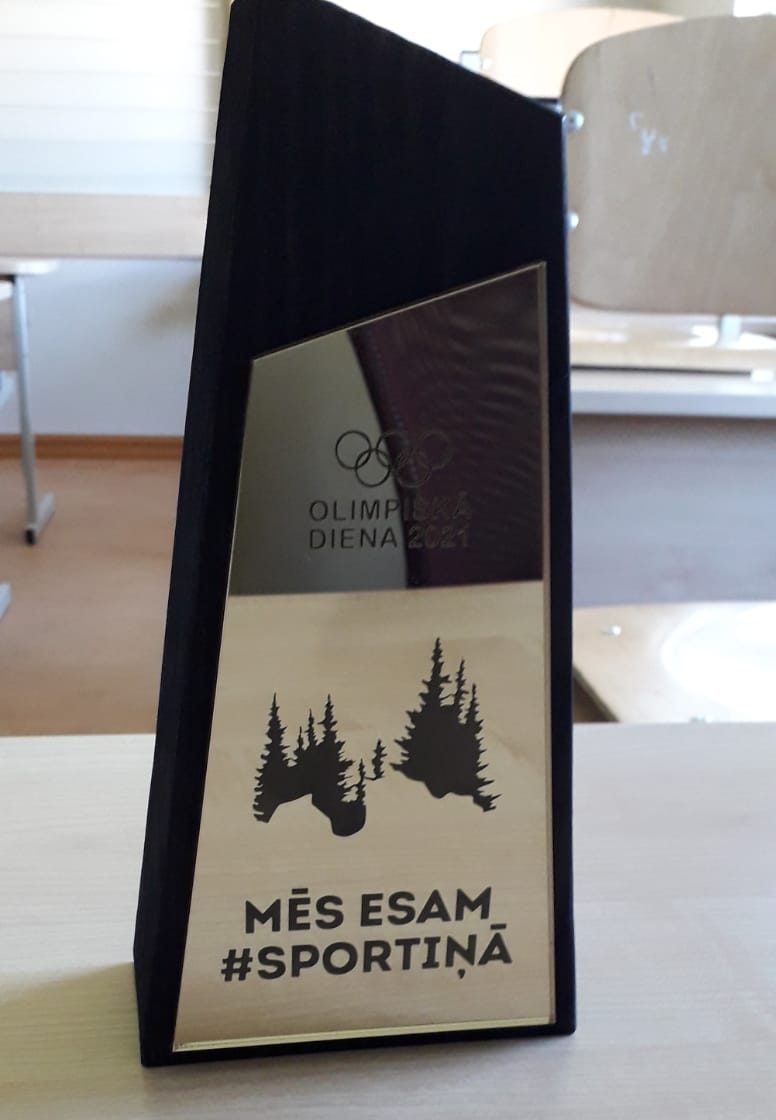 OLIMPISKĀ
DIENA 2021
MĒS ESAM
#SPORTIŅĀ